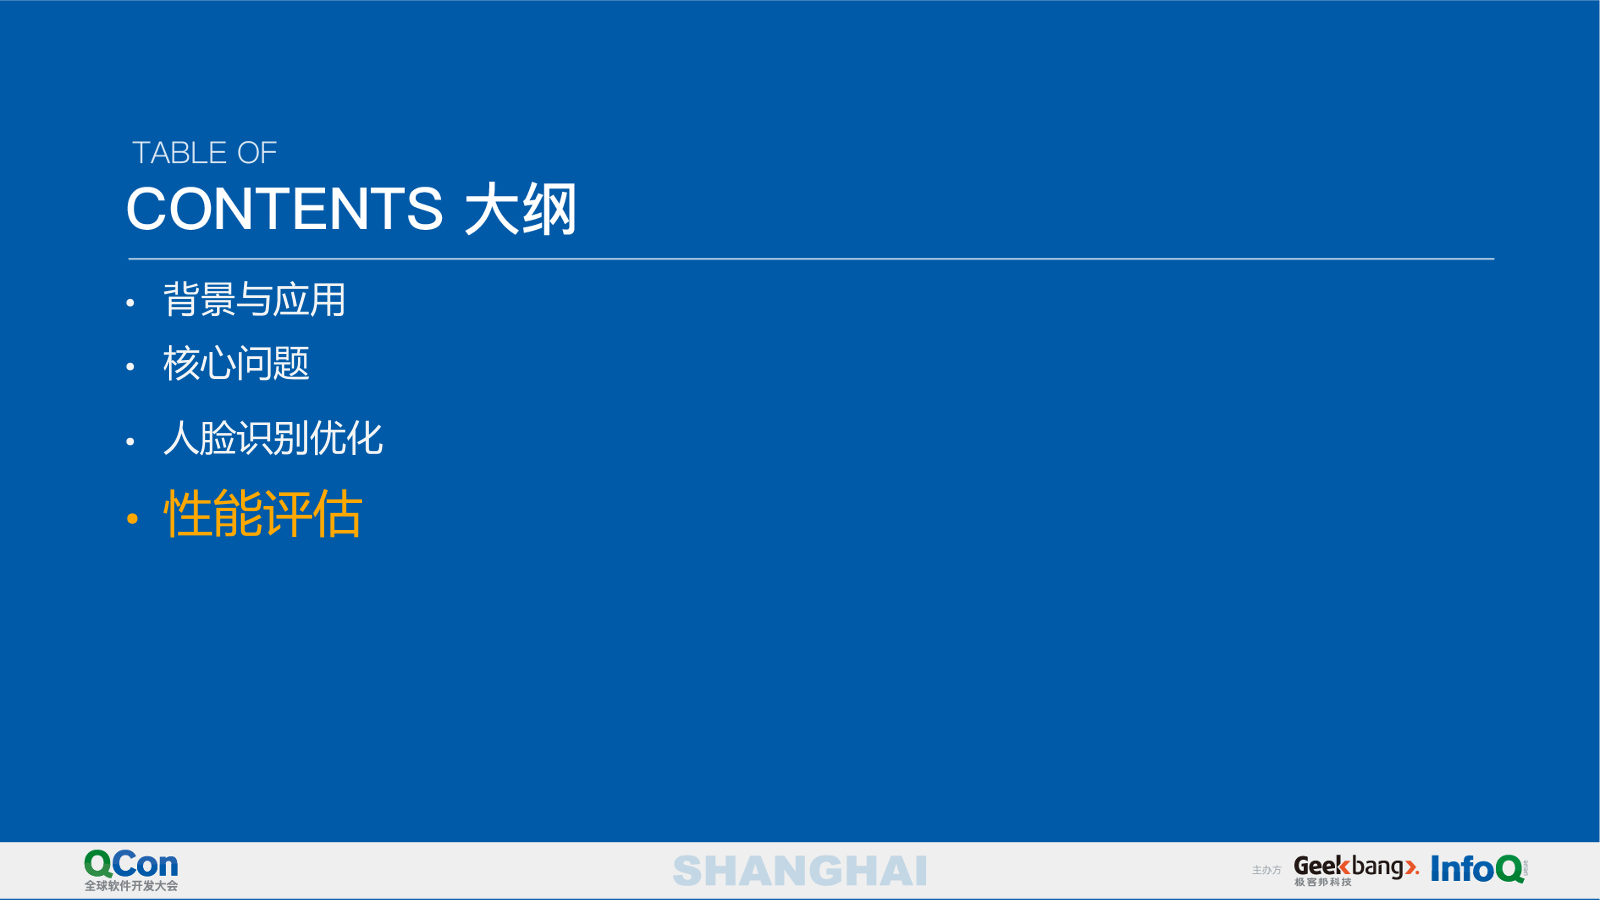 TABLE OF
CONTENTS 大纲
• 背景与应用
• 核心问题
• 人脸识别优化
• 性能评估
QCon
全球软件开发大会
SHANGHAI
主办方
Geekbang>.
极客邦科技
InfoQ